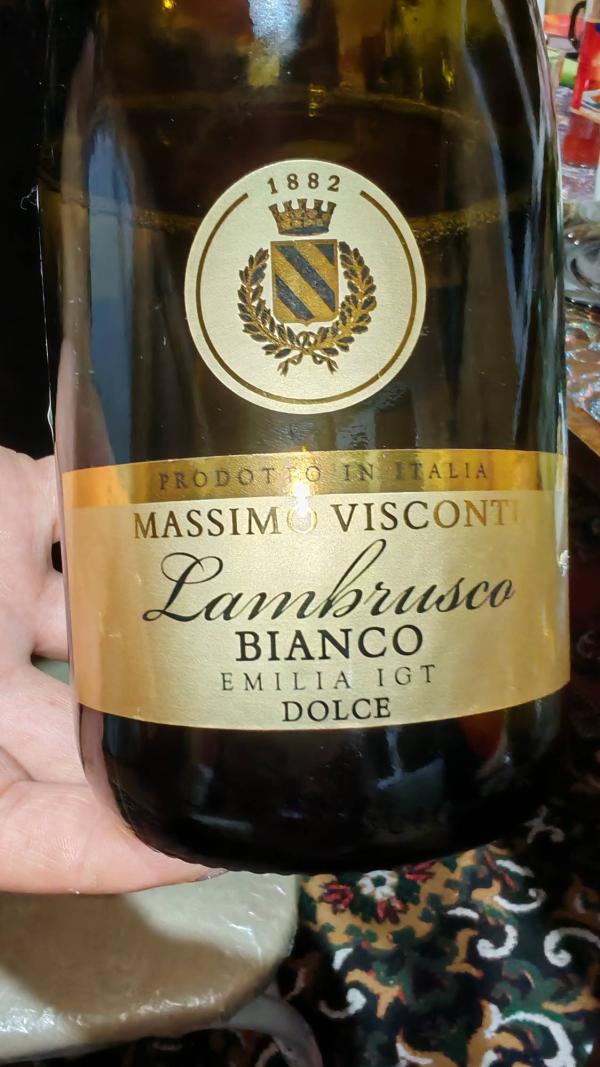 1882
PRODOTTO IN ITALIA
MASSIMO VISCONTI
Lambrusco
BIANCO
EMILIA IGT
DOLCE